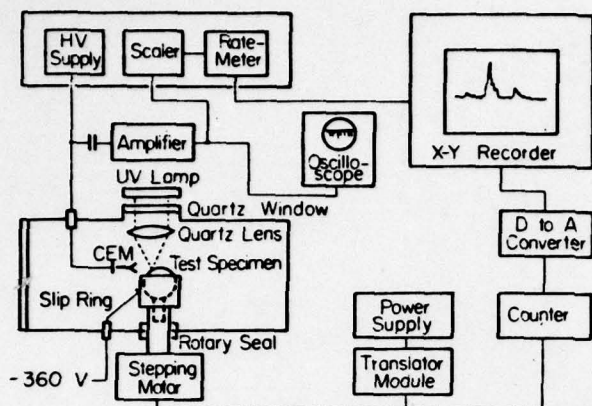 HV
Supply
Scaler
Rate-
Meter
Amplifier
Oscillo-
scope
X-Y Recorder
UV Lamp
Quartz Window
Quartz Lens
CEM
Test Specimen
D to A
Converter
Slip Ring
Power
Supply
Counter
Rotary Seal
-360 V
Stepping
Motor
Translator
Module